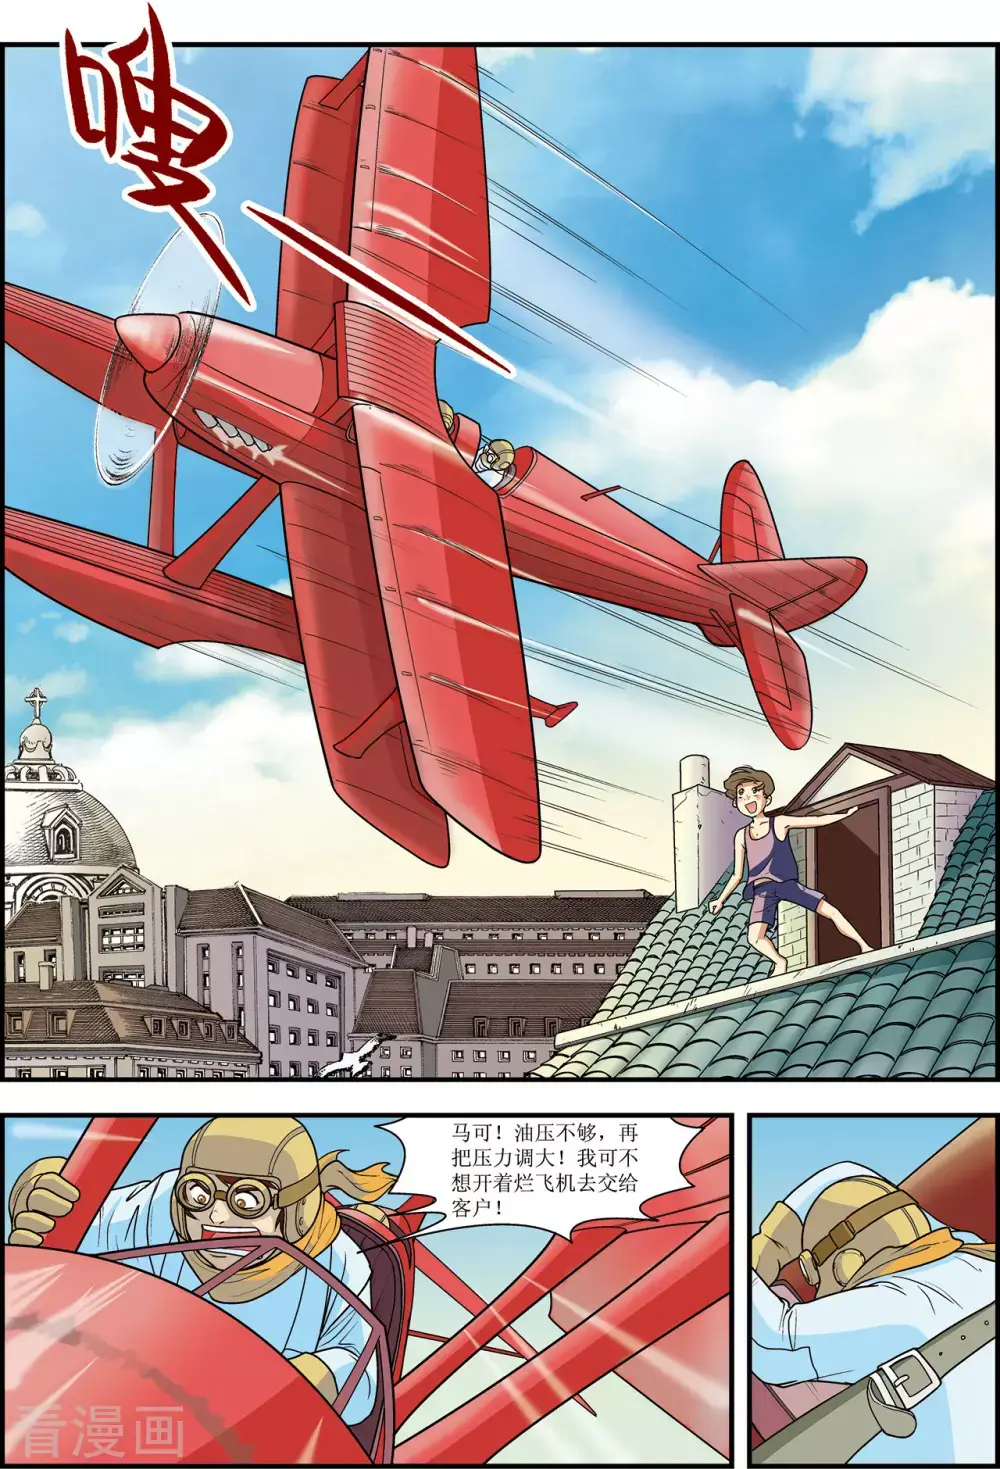 嗖
马可！油压不够，再
把压力调大！我可不
想开着烂飞机去交给
客户！
看漫画